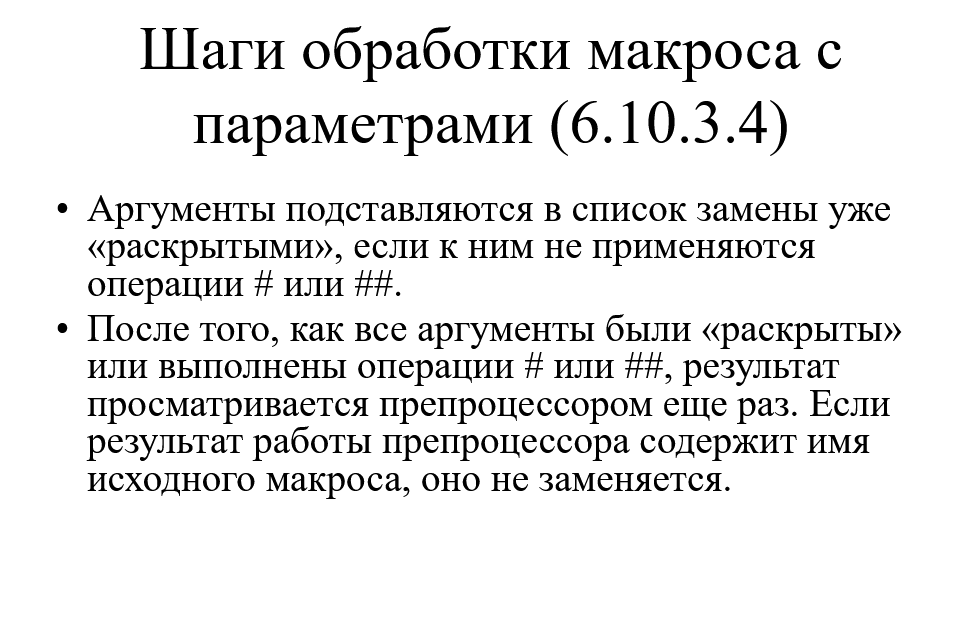 Шаги обработки макроса с
параметрами (6.10.3.4)
• Аргументы подставляются в список замены уже
«раскрытыми», если к ним не применяются
операции # или ##.
• После того, как все аргументы были «раскрыты»
или выполнены операции # или ##, результат
просматривается препроцессором еще раз. Если
результат работы препроцессора содержит имя
исходного макроса, оно не заменяется.